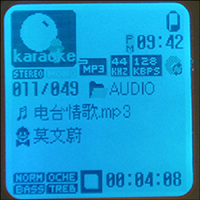 PM 09:42
karaoke
STEREO MP3 44 KHZ 128 KBPS
011/049 AUDIO
电台情歌.mp3
莫文蔚
NORM OCHE
BASS TREB 00:04:08